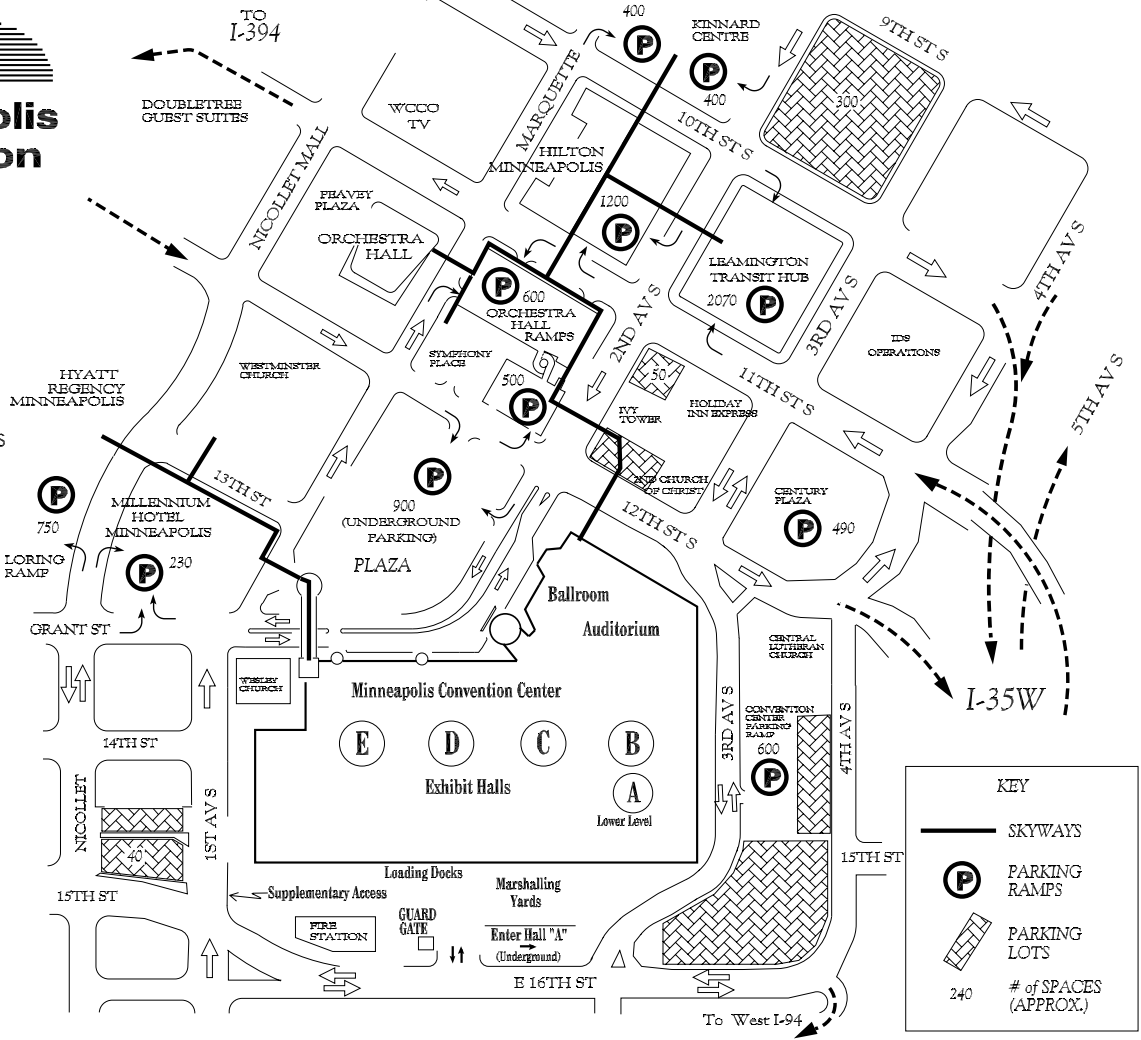 TO
I-394
400
KINNARD
CENTRE
400
9TH ST S
olis
on
DOUBLETREE
GUEST SUITES
WCCO
TV
MARQUETTE
300
10TH ST S
HILTON
MINNEAPOLIS
NICOLLET MALL
PEAVEY
PLAZA
1200
ORCHESTRA
HALL
LEAMINGTON
TRANSIT HUB
2070
4TH AV S
600
ORCHESTRA
HALL
RAMPS
2ND AV S
3RD AV S
IDS
OPERATIONS
SYMPHONY
PLACE
WESTMINSTER
CHURCH
HYATT
REGENCY
MINNEAPOLIS
500
50
11TH ST S
IVY
TOWER
HOLIDAY
INN EXPRESS
5TH AV S
S
13TH ST
2ND CHURCH
OF CHRIST
12TH ST S
CENTURY
PLAZA
490
MILLENNIUM
HOTEL
MINNEAPOLIS
750
LORING
RAMP
230
900
(UNDERGROUND
PARKING)
PLAZA
GRANT ST
Ballroom
Auditorium
CENTRAL
LUTHERAN
CHURCH
WESLEY
CHURCH
Minneapolis Convention Center
I-35W
E D C B
A
Exhibit Halls
Lower Level
3RD AV S
CONVENTION
CENTER
PARKING
RAMP
600
4TH AV S
14TH ST
NICOLLET
1ST AV S
40
15TH ST
15TH ST
Loading Docks
Supplementary Access
Marshalling
Yards
FIRE
STATION
GUARD
GATE
Enter Hall "A"
(Underground)
E 16TH ST
To West I-94
KEY
SKYWAYS
P
PARKING
RAMPS
PARKING
LOTS
240
# of SPACES
(APPROX.)